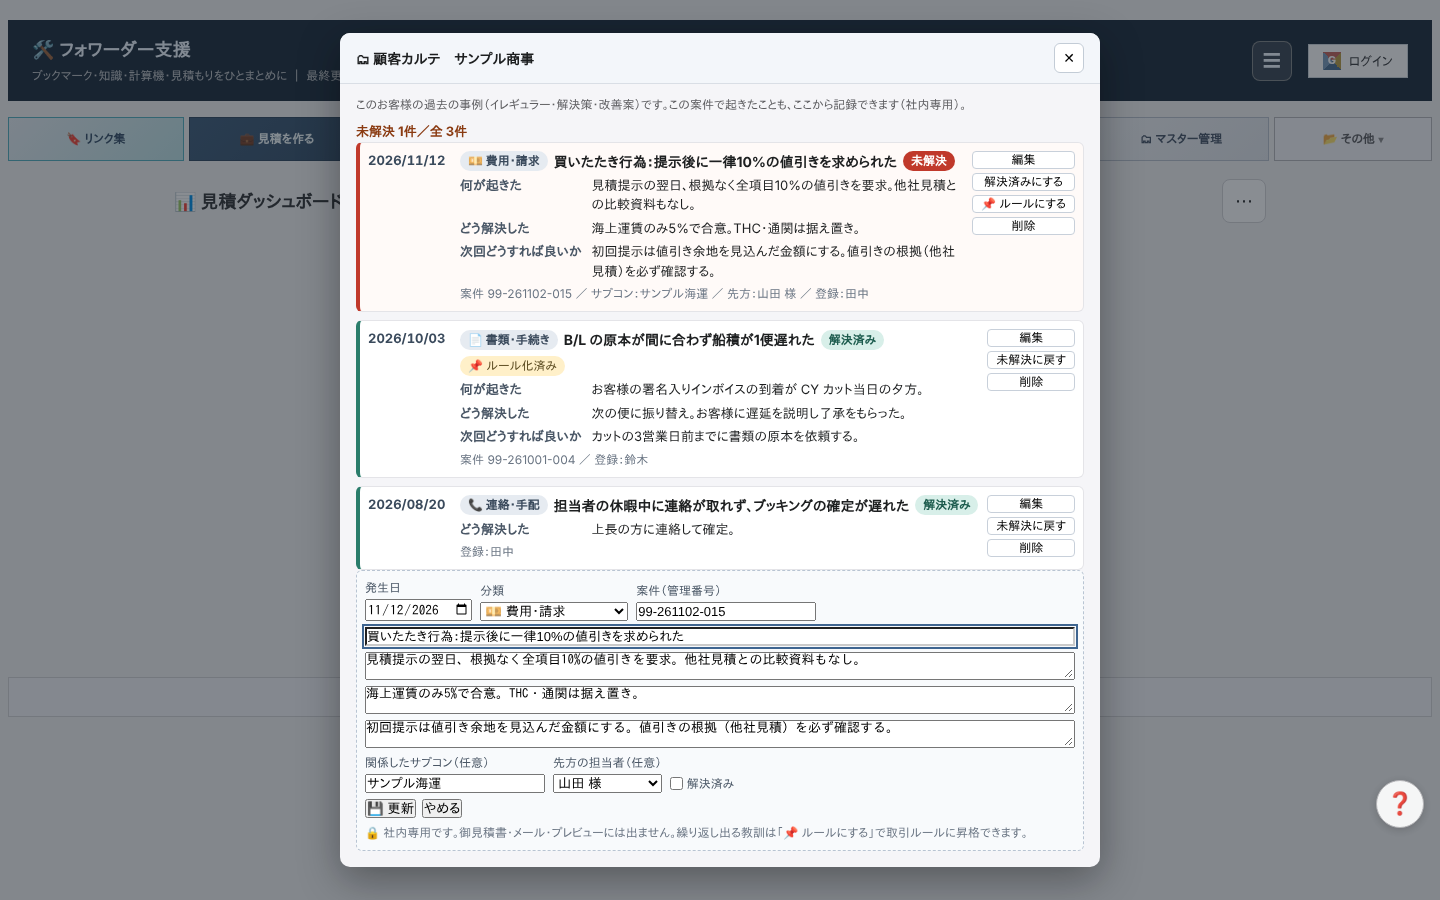 🛠️ フォワーダー支援
ブックマーク・知識・計算機・見積もりをひとまとめに ｜ 最終更
☰
G ログイン
🔖 リンク集
💼 見積を作る
🗂 マスター管理
📂 その他 ▾
📊 見積ダッシュボード
…
🗂 顧客カルテ　サンプル商事
✕
このお客様の過去の事例（イレギュラー・解決策・改善案）です。この案件で起きたことも、ここから記録できます（社内専用）。
未解決 1件／全 3件
2026/11/12
💴 費用・請求 買いたたき行為：提示後に一律10%の値引きを求められた 未解決
何が起きた 見積提示の翌日、根拠なく全項目10%の値引きを要求。他社見積と
の比較資料もなし。
どう解決した 海上運賃のみ5%で合意。THC・通関は据え置き。
次回どうすれば良いか 初回提示は値引き余地を見込んだ金額にする。値引きの根拠（他社
見積）を必ず確認する。
案件 99-261102-015 ／ サブコン：サンプル海運 ／ 先方：山田 様 ／ 登録：田中
編集
解決済みにする
📌 ルールにする
削除
2026/10/03
📄 書類・手続き B/L の原本が間に合わず船積が1便遅れた 解決済み
📌 ルール化済み
何が起きた お客様の署名入りインボイスの到着が CY カット当日の夕方。
どう解決した 次の便に振り替え。お客様に遅延を説明し了承をもらった。
次回どうすれば良いか カットの3営業日前までに書類の原本を依頼する。
案件 99-261001-004 ／ 登録：鈴木
編集
未解決に戻す
削除
2026/08/20
📞 連絡・手配 担当者の休暇中に連絡が取れず、ブッキングの確定が遅れた 解決済み
どう解決した 上長の方に連絡して確定。
登録：田中
編集
未解決に戻す
削除
発生日 分類 案件（管理番号）
11/12/2026 💴 費用・請求 99-261102-015
買いたたき行為：提示後に一律10%の値引きを求められた
見積提示の翌日、根拠なく全項目10%の値引きを要求。他社見積との比較資料もなし。
海上運賃のみ5%で合意。THC・通関は据え置き。
初回提示は値引き余地を見込んだ金額にする。値引きの根拠（他社見積）を必ず確認する。
関係したサブコン（任意） 先方の担当者（任意）
サンプル海運 山田 様 解決済み
💾 更新 やめる
🔒 社内専用です。御見積書・メール・プレビューには出ません。繰り返し出る教訓は「📌 ルールにする」で取引ルールに昇格できます。
❓